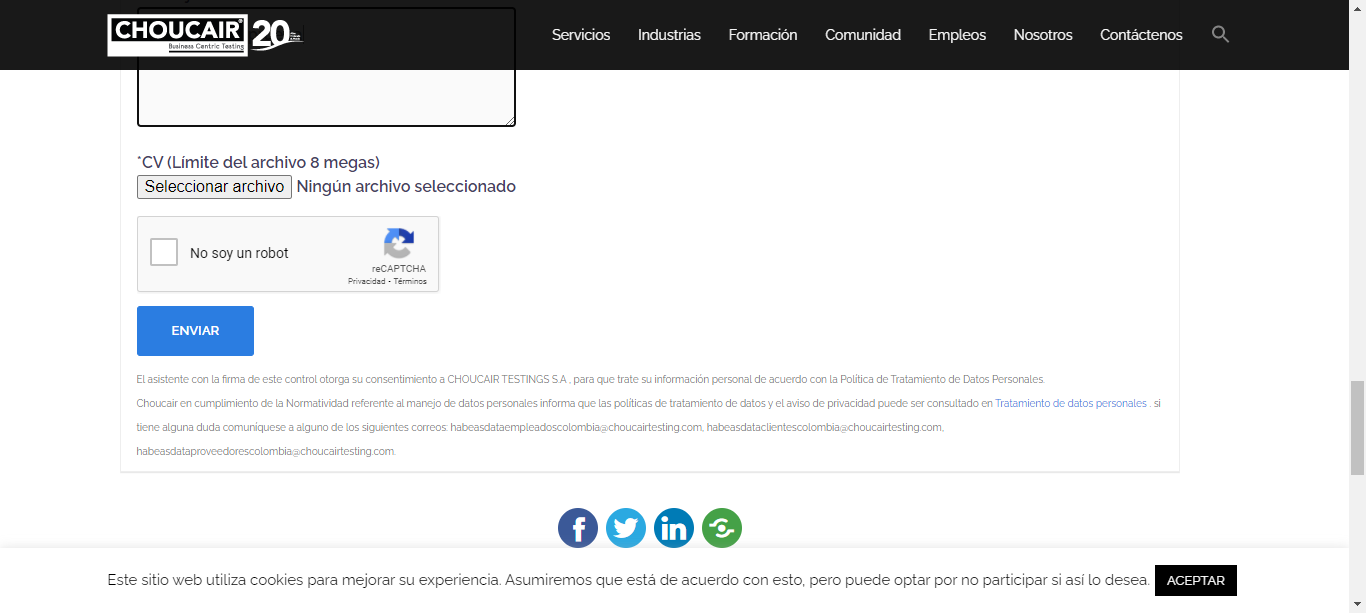 CHOUCAIR
Business Centric Testing
20
Servicios
Industrias
Formación
Comunidad
Empleos
Nosotros
Contáctenos
*CV (Límite del archivo 8 megas)
Seleccionar archivo Ningún archivo seleccionado
No soy un robot
reCAPTCHA
Privacidad - Términos
ENVIAR
El asistente con la firma de este control otorga su consentimiento a CHOUCAIR TESTINGS S.A , para que trate su información personal de acuerdo con la Política de Tratamiento de Datos Personales.
Choucair en cumplimiento de la Normatividad referente al manejo de datos personales informa que las políticas de tratamiento de datos y el aviso de privacidad puede ser consultado en Tratamiento de datos personales . si
tiene alguna duda comuníquese a alguno de los siguientes correos: habeasdataempleadoscolombia@choucairtesting.com, habeasdataclientescolombia@choucairtesting.com,
habeasdataproveedorescolombia@choucairtesting.com.
f
in
Este sitio web utiliza cookies para mejorar su experiencia. Asumiremos que está de acuerdo con esto, pero puede optar por no participar si así lo desea. ACEPTAR